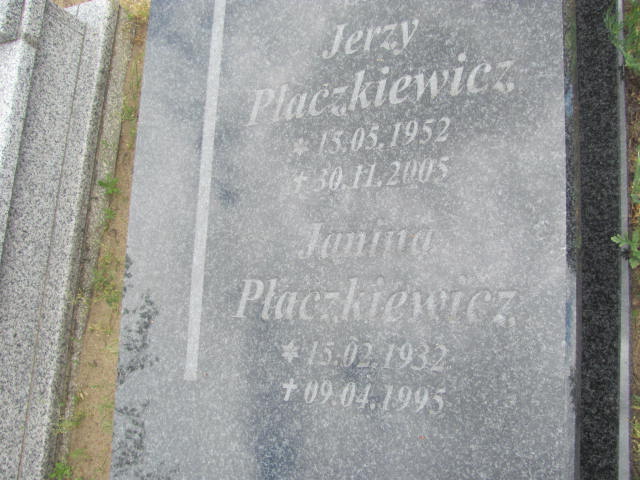 Jerzy
Płaczkiewicz
* 15.05.1952
✝ 30.11.2005
Janina
Płaczkiewicz
* 15.02.1932
✝ 09.04.1995